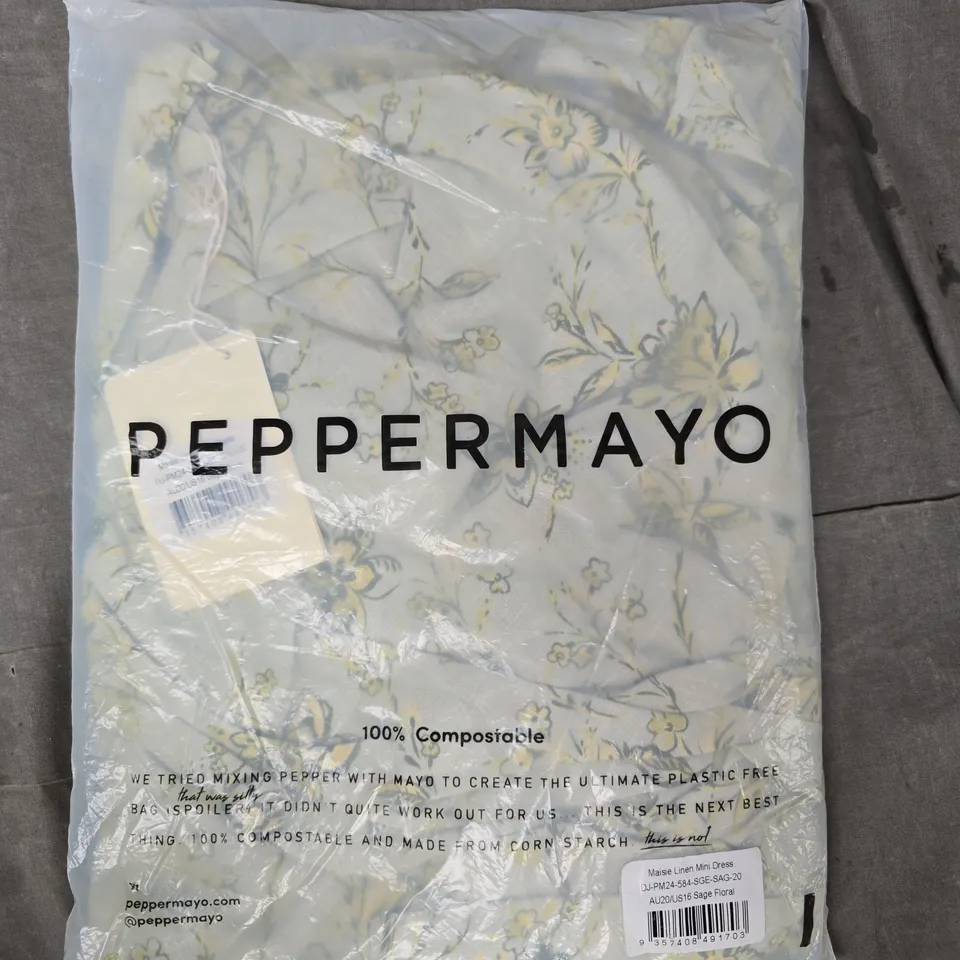 PEPPERMAYO
AU20/US16
100% Compostable
WE TRIED MIXING PEPPER WITH MAYO TO CREATE THE ULTIMATE PLASTIC FREE
that was silly
BAG (SPOILER) IT DIDN'T QUITE WORK OUT FOR US... THIS IS THE NEXT BEST
THING. 100% COMPOSTABLE AND MADE FROM CORN STARCH. this is not
peppermayo.com
@peppermayo
Maisie Linen Mini Dress
DJ-PM24-584-SGE-SAG-20
AU20/US16 Sage Floral
9 357408 491703